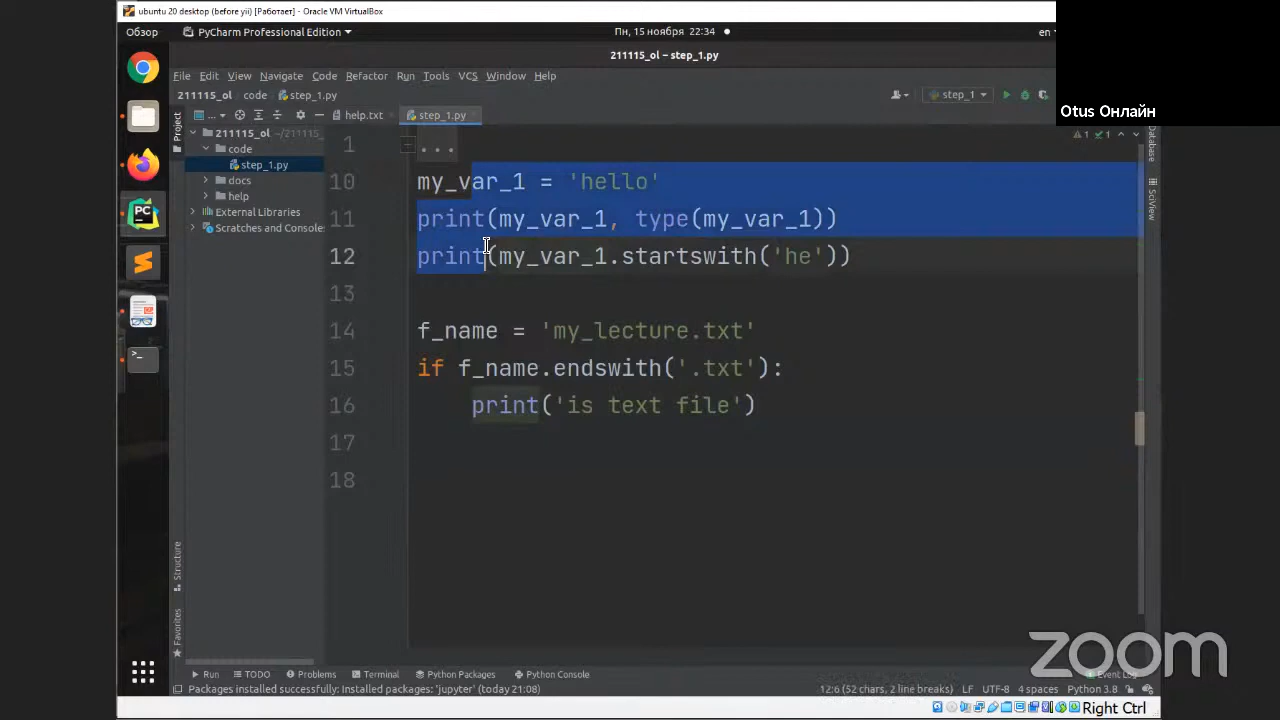 ubuntu 20 desktop (before yii) [Работает] - Oracle VM VirtualBox
Обзор
PyCharm Professional Edition
Пн, 15 ноября 22:34
en
211115_ol – step_1.py
Otus Онлайн
File Edit View Navigate Code Refactor Run Tools VCS Window Help
211115_ol code step_1.py
step_1
Project
help.txt
step_1.py
211115_ol ~/211115_
code
step_1.py
docs
help
External Libraries
Scratches and Console
1 ...
10 my_var_1 = 'hello'
11 print(my_var_1, type(my_var_1))
12 print(my_var_1.startswith('he'))
13
14 f_name = 'my_lecture.txt'
15 if f_name.endswith('.txt'):
16 print('is text file')
17
18
1 1
Database
SciView
Structure
Favorites
zoom
Run TODO Problems Terminal Python Packages Python Console
Event Log
Packages installed successfully: Installed packages: 'jupyter' (today 21:08)
12:6 (52 chars, 2 line breaks) LF UTF-8 4 spaces Python 3.8
Right Ctrl